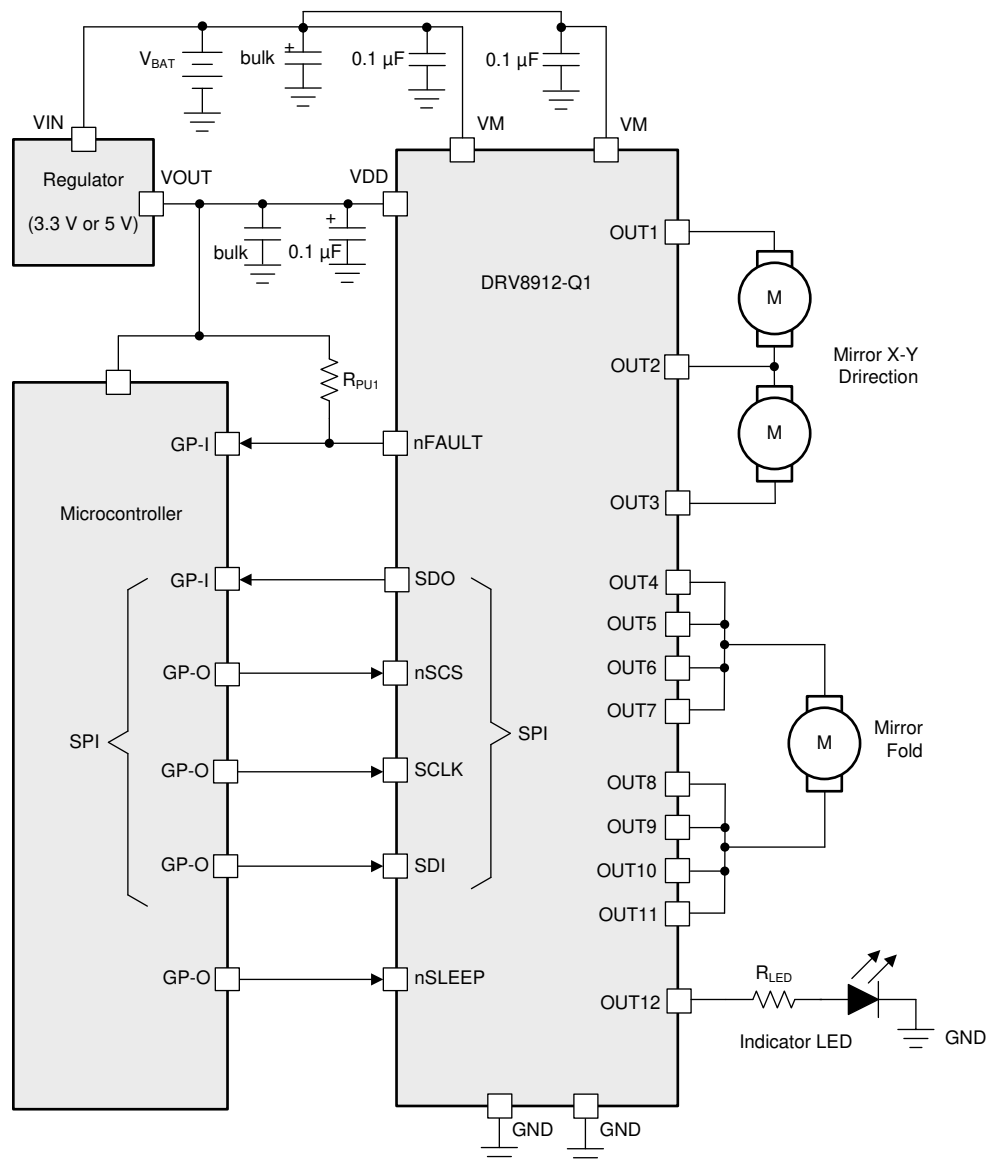 V_BAT
bulk
+
0.1 µF
0.1 µF
VIN
VM
VM
Regulator
(3.3 V or 5 V)
VOUT
VDD
bulk
0.1 µF
+
DRV8912-Q1
OUT1
M
OUT2
Mirror X-Y
Drirection
M
OUT3
R_PU1
GP-I
nFAULT
Microcontroller
GP-I
SDO
GP-O
nSCS
SPI
SPI
GP-O
SCLK
GP-O
SDI
GP-O
nSLEEP
OUT4
OUT5
OUT6
OUT7
M
Mirror
Fold
OUT8
OUT9
OUT10
OUT11
OUT12
R_LED
Indicator LED
GND
GND
GND